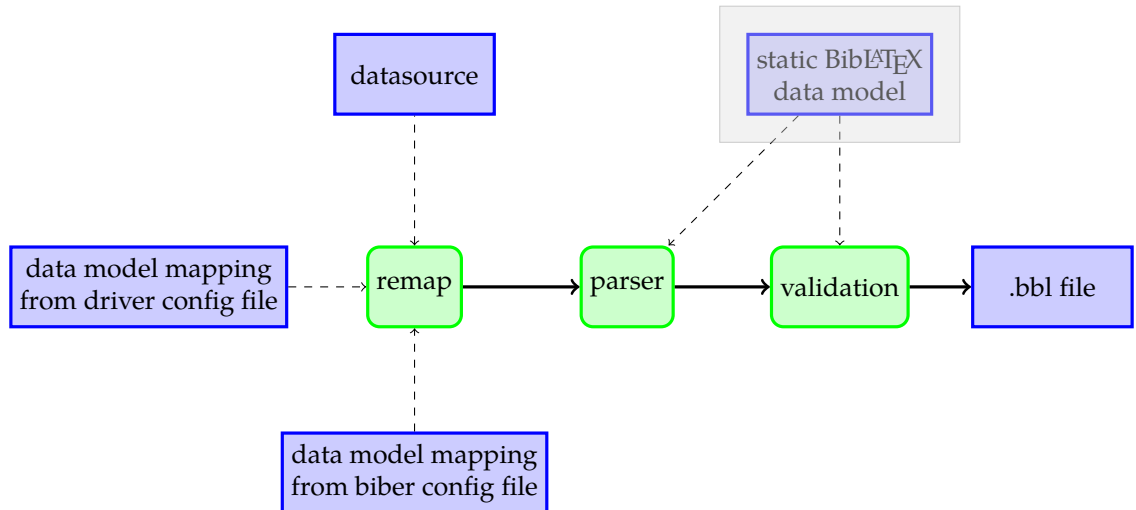 datasource
static BibLATEX
data model
data model mapping
from driver config file
remap
parser
validation
.bbl file
data model mapping
from biber config file